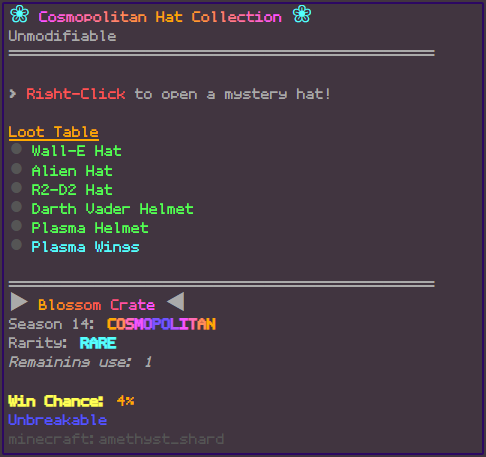 ❀ Cosmopolitan Hat Collection ❀
Unmodifiable
> Right-Click to open a mystery hat!
Loot Table
● Wall-E Hat
● Alien Hat
● R2-D2 Hat
● Darth Vader Helmet
● Plasma Helmet
● Plasma Wings
▶ Blossom Crate ◀
Season 14: COSMOPOLITAN
Rarity: RARE
Remaining use: 1
Win Chance: 4%
Unbreakable
minecraft:amethyst_shard